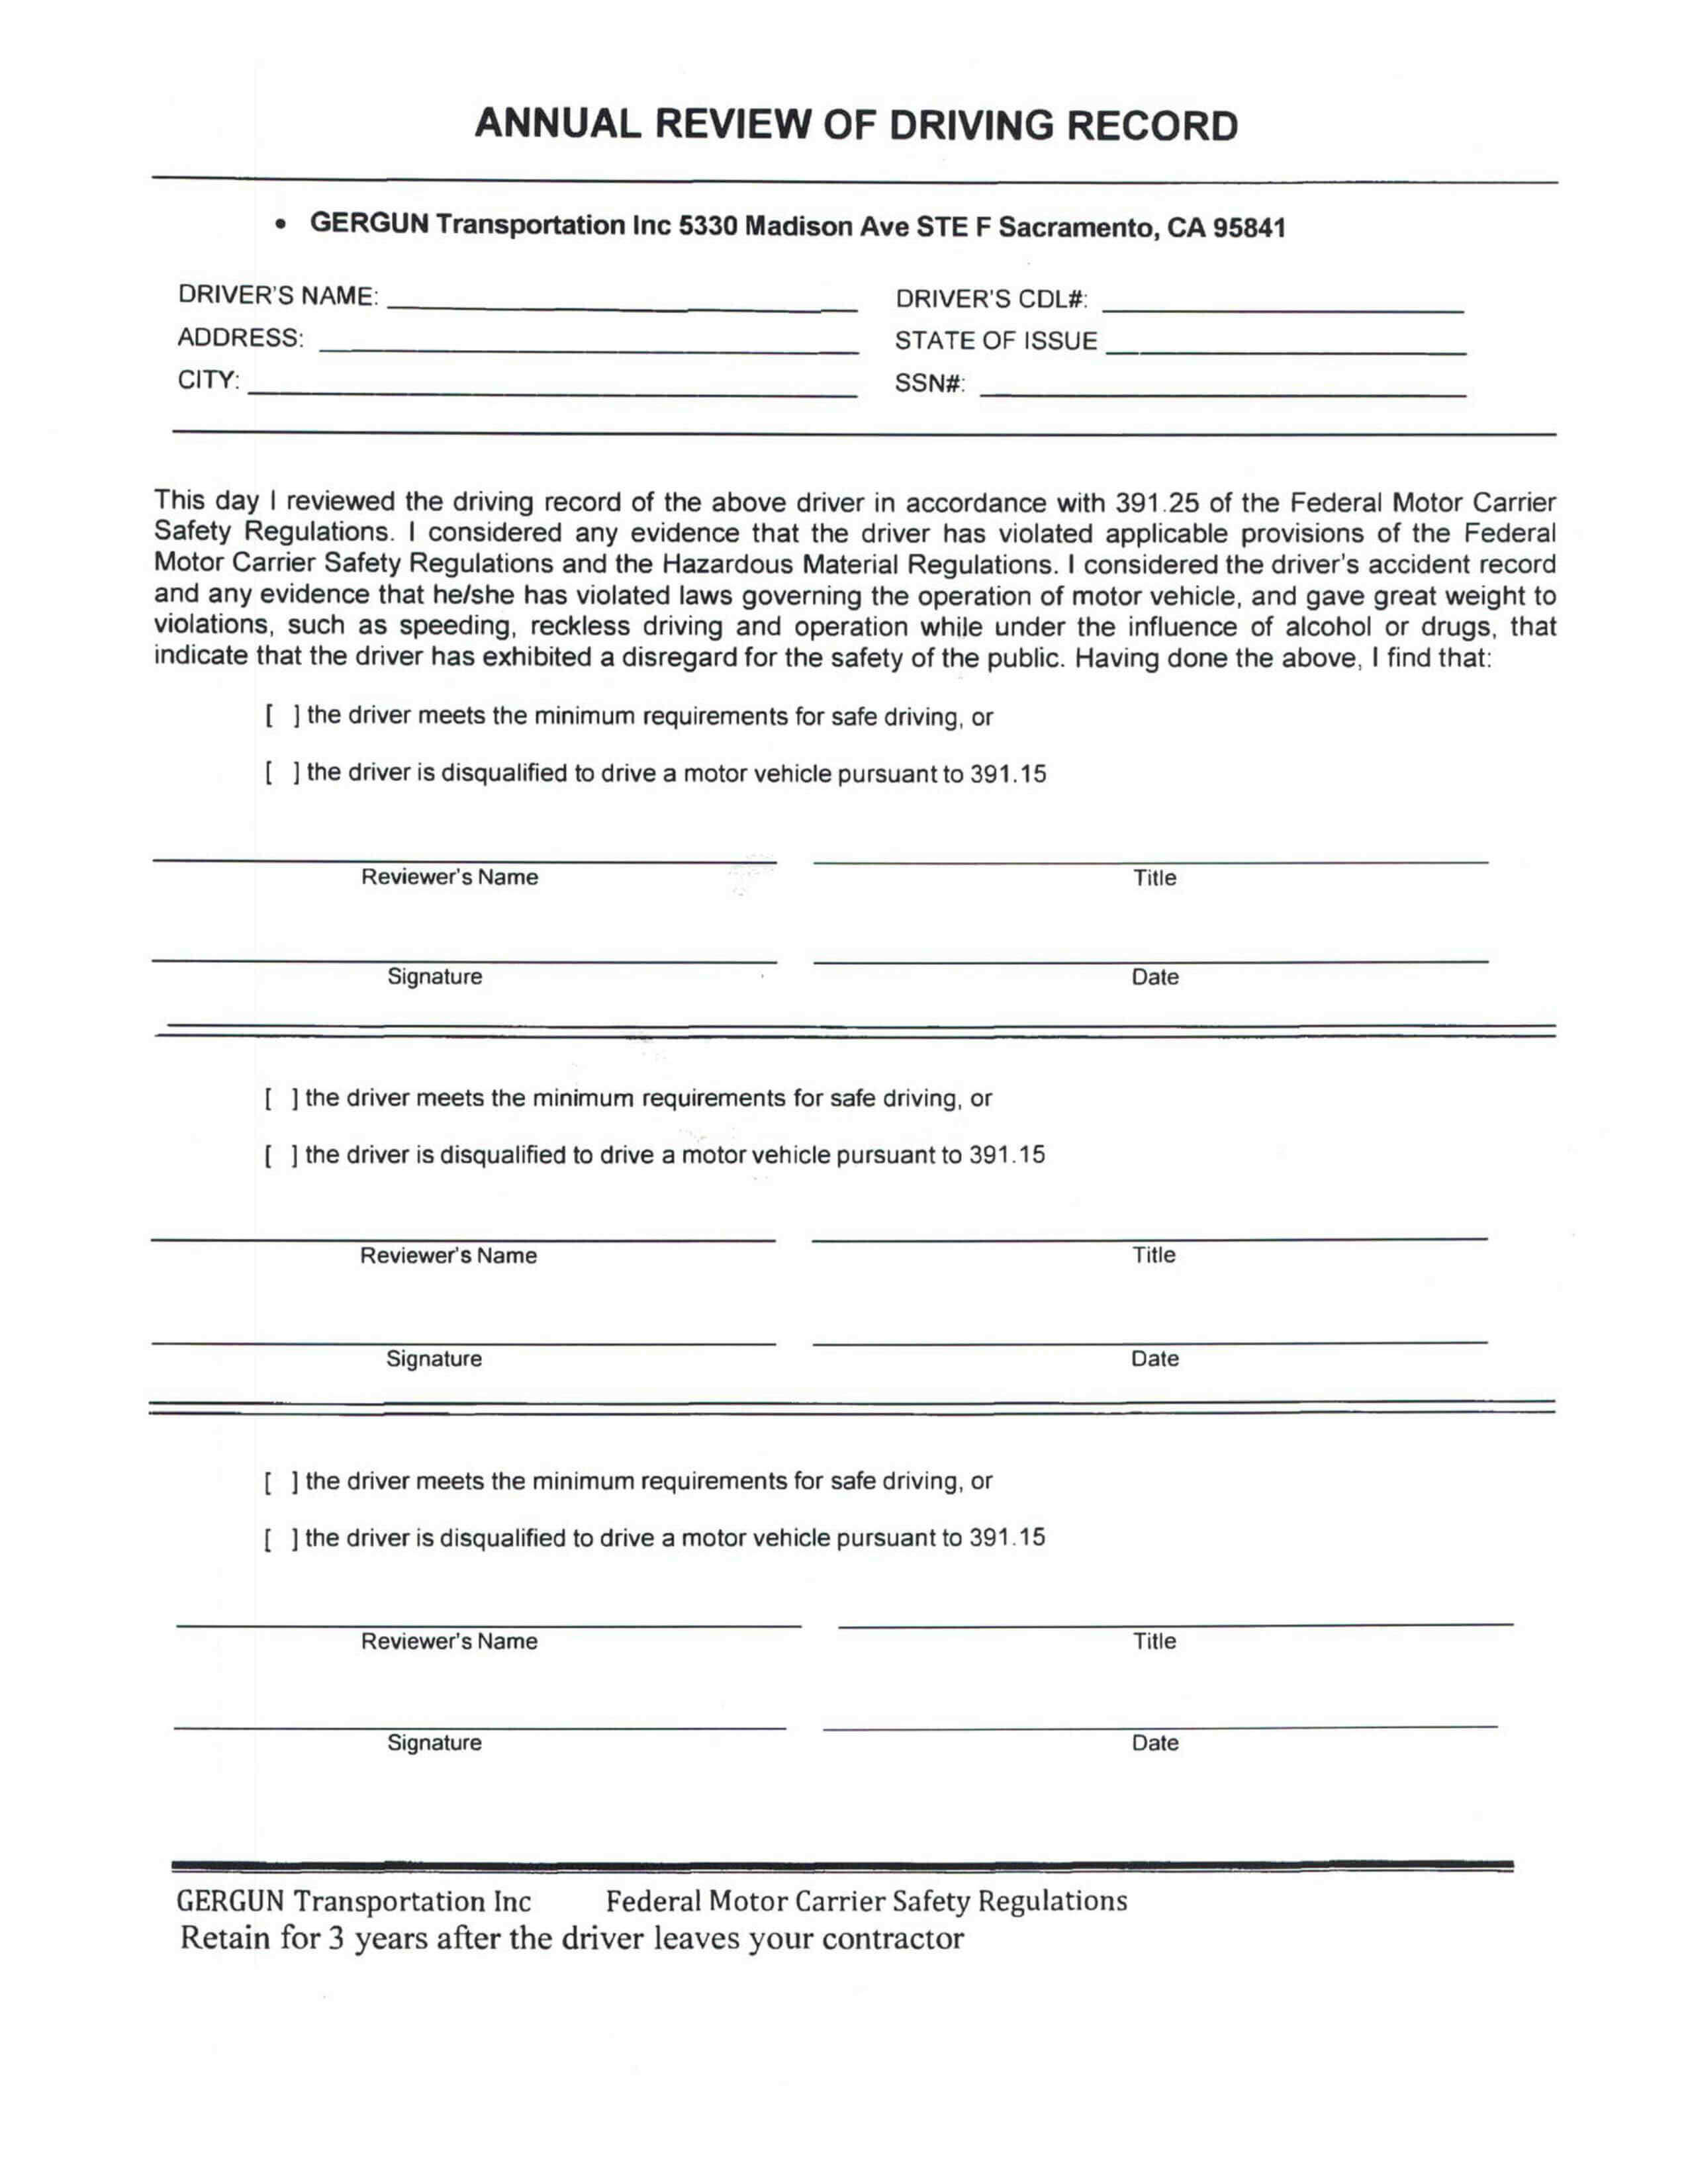 ANNUAL REVIEW OF DRIVING RECORD
• GERGUN Transportation Inc 5330 Madison Ave STE F Sacramento, CA 95841
DRIVER'S NAME: DRIVER'S CDL#:
ADDRESS: STATE OF ISSUE
CITY: SSN#:
This day I reviewed the driving record of the above driver in accordance with 391.25 of the Federal Motor Carrier
Safety Regulations. I considered any evidence that the driver has violated applicable provisions of the Federal
Motor Carrier Safety Regulations and the Hazardous Material Regulations. I considered the driver's accident record
and any evidence that he/she has violated laws governing the operation of motor vehicle, and gave great weight to
violations, such as speeding, reckless driving and operation while under the influence of alcohol or drugs, that
indicate that the driver has exhibited a disregard for the safety of the public. Having done the above, I find that:
[ ] the driver meets the minimum requirements for safe driving, or
[ ] the driver is disqualified to drive a motor vehicle pursuant to 391.15
Reviewer's Name Title
Signature Date
[ ] the driver meets the minimum requirements for safe driving, or
[ ] the driver is disqualified to drive a motor vehicle pursuant to 391.15
Reviewer's Name Title
Signature Date
[ ] the driver meets the minimum requirements for safe driving, or
[ ] the driver is disqualified to drive a motor vehicle pursuant to 391.15
Reviewer's Name Title
Signature Date
GERGUN Transportation Inc Federal Motor Carrier Safety Regulations
Retain for 3 years after the driver leaves your contractor